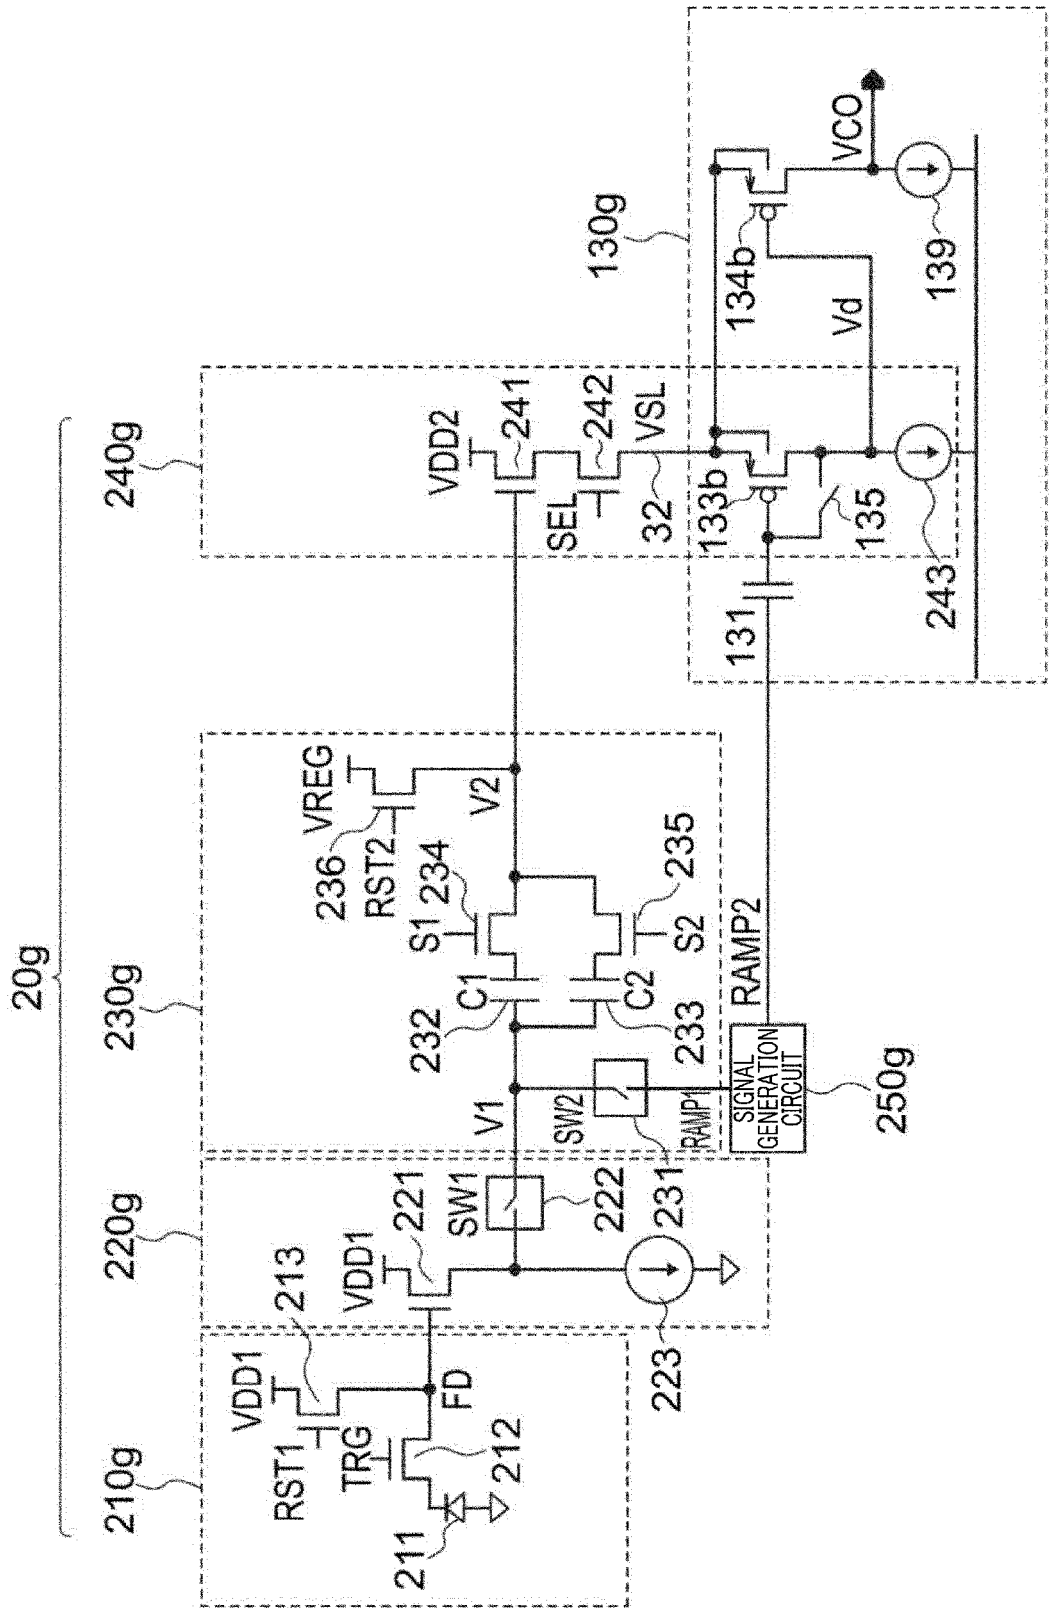 20g
210g
220g
230g
240g
VDD1
213
RST1
TRG
FD
212
211
VDD1
221
SW1
222
223
V1
SW2
231
RAMP1
232
C1
S1
234
233
C2
S2
235
VREG
236
RST2
V2
SIGNAL
GENERATION
CIRCUIT
250g
RAMP2
VDD2
241
SEL
242
VSL
32
130g
131
133b
135
243
134b
Vd
VCO
139